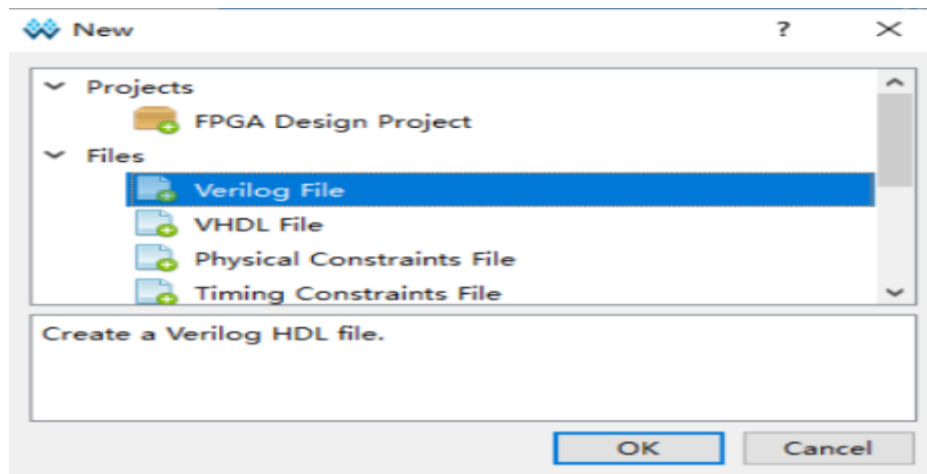 New
Projects
FPGA Design Project
Files
Verilog File
VHDL File
Physical Constraints File
Timing Constraints File
Create a Verilog HDL file.
OK Cancel